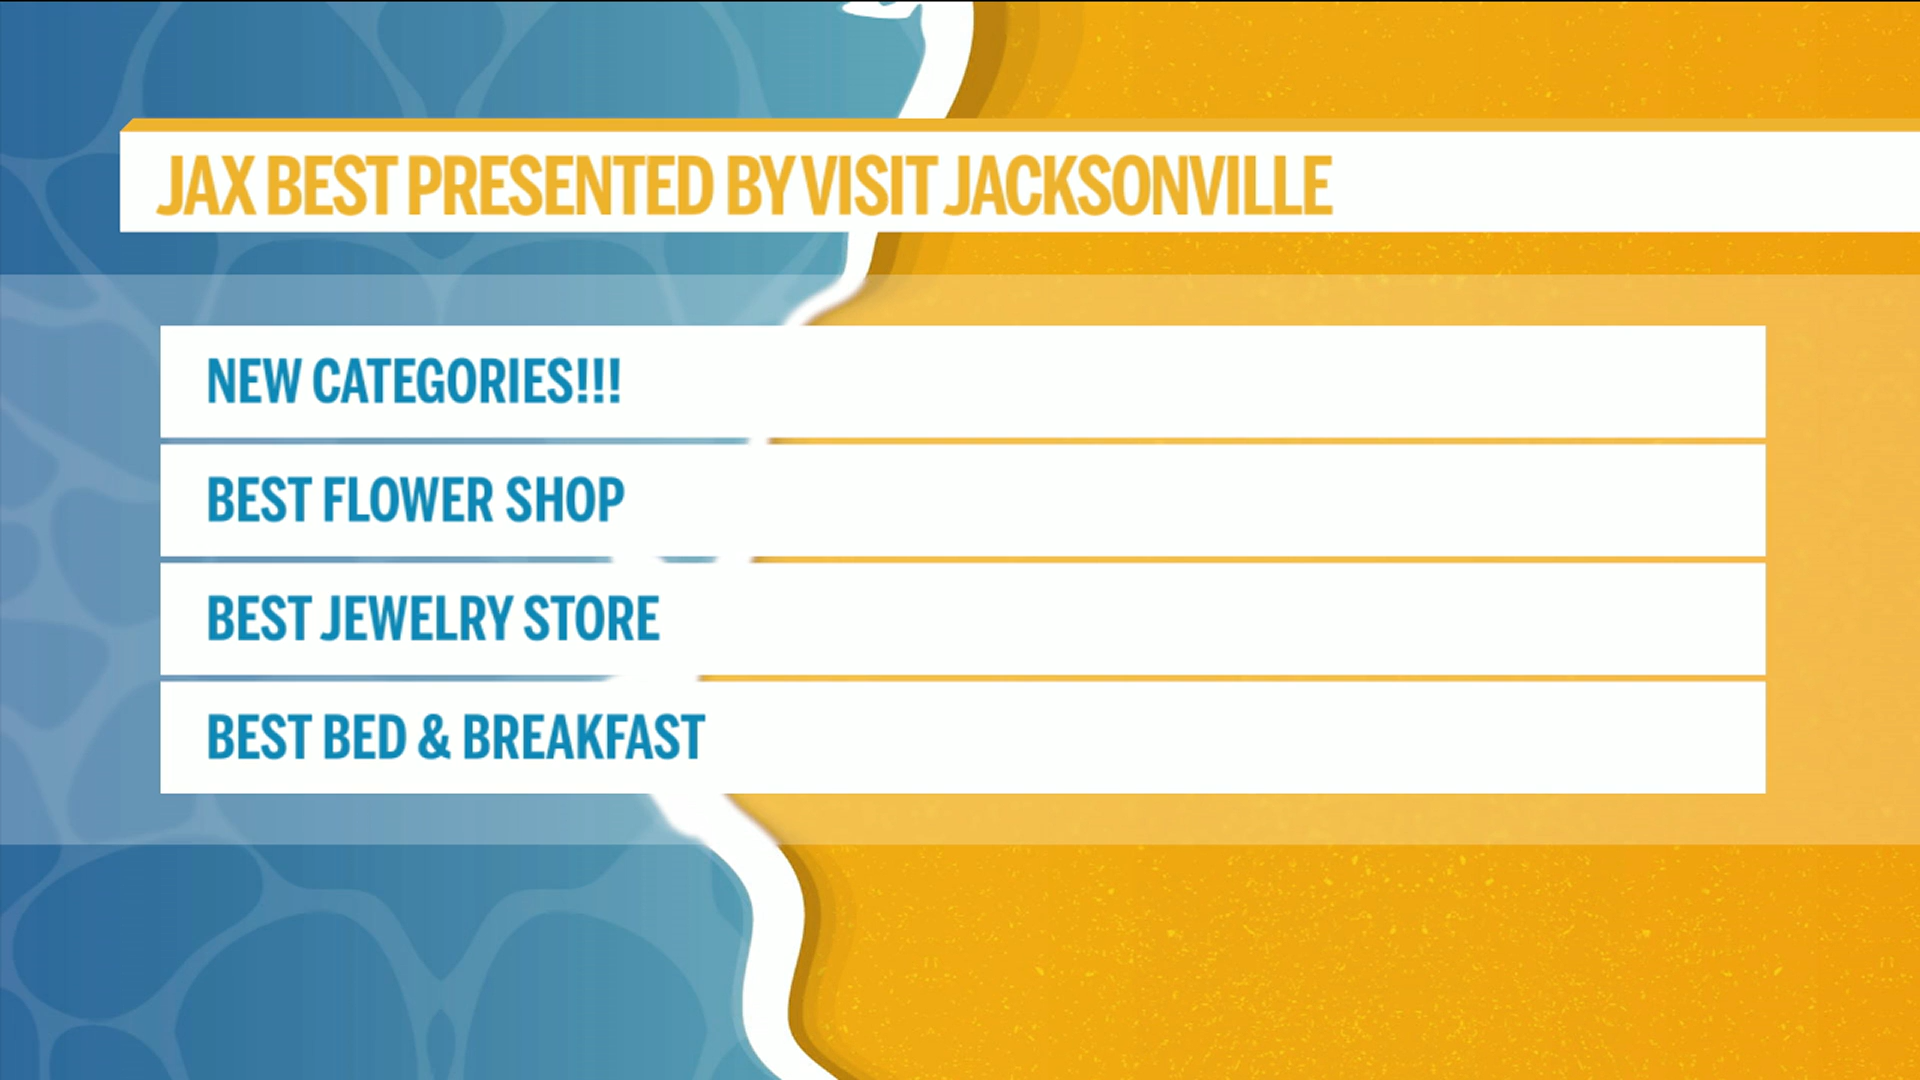 JAX BEST PRESENTED BY VISIT JACKSONVILLE
NEW CATEGORIES!!!
BEST FLOWER SHOP
BEST JEWELRY STORE
BEST BED & BREAKFAST